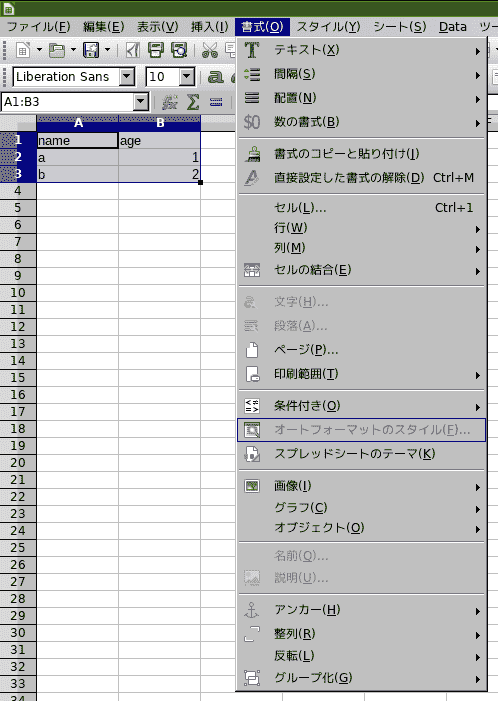 ファイル(F) 編集(E) 表示(V) 挿入(I) 書式(O) スタイル(Y) シート(S) Data ツー
Liberation Sans 10
A1:B3
A B
1 name age
2 a 1
3 b 2
4
5
6
7
8
9
10
11
12
13
14
15
16
17
18
19
20
21
22
23
24
25
26
27
28
29
30
31
32
33
34
テキスト(X)
間隔(S)
配置(N)
数の書式(B)
書式のコピーと貼り付け(I)
直接設定した書式の解除(D) Ctrl+M
セル(L)... Ctrl+1
行(W)
列(M)
セルの結合(E)
文字(H)...
段落(A)...
ページ(P)...
印刷範囲(T)
条件付き(O)
オートフォーマットのスタイル(F)...
スプレッドシートのテーマ(K)
画像(I)
グラフ(C)
オブジェクト(O)
名前(Q)...
説明(U)...
アンカー(H)
整列(R)
反転(L)
グループ化(G)